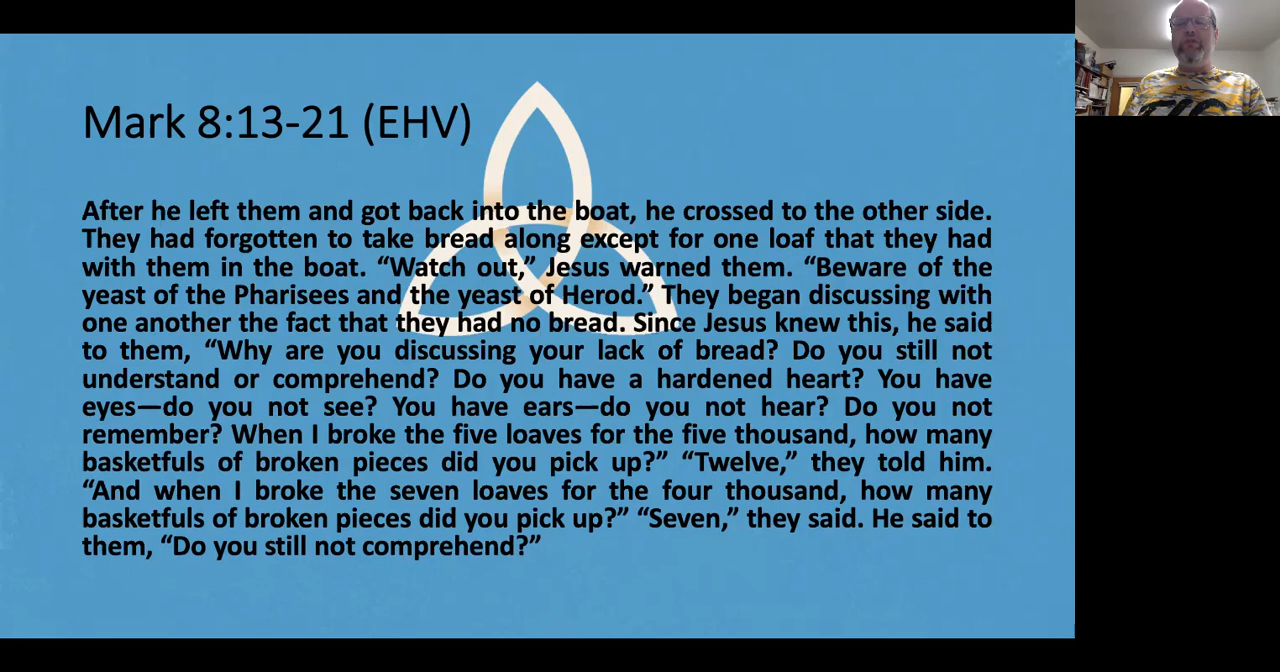 Mark 8:13-21 (EHV)
After he left them and got back into the boat, he crossed to the other side.
They had forgotten to take bread along except for one loaf that they had
with them in the boat. “Watch out,” Jesus warned them. “Beware of the
yeast of the Pharisees and the yeast of Herod.” They began discussing with
one another the fact that they had no bread. Since Jesus knew this, he said
to them, “Why are you discussing your lack of bread? Do you still not
understand or comprehend? Do you have a hardened heart? You have
eyes—do you not see? You have ears—do you not hear? Do you not
remember? When I broke the five loaves for the five thousand, how many
basketfuls of broken pieces did you pick up?” “Twelve,” they told him.
“And when I broke the seven loaves for the four thousand, how many
basketfuls of broken pieces did you pick up?” “Seven,” they said. He said to
them, “Do you still not comprehend?”